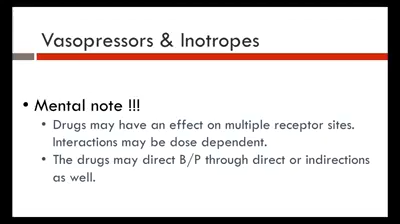 Vasopressors & Inotropes
• Mental note !!!
• Drugs may have an effect on multiple receptor sites.
Interactions may be dose dependent.
• The drugs may direct B/P through direct or indirections
as well.